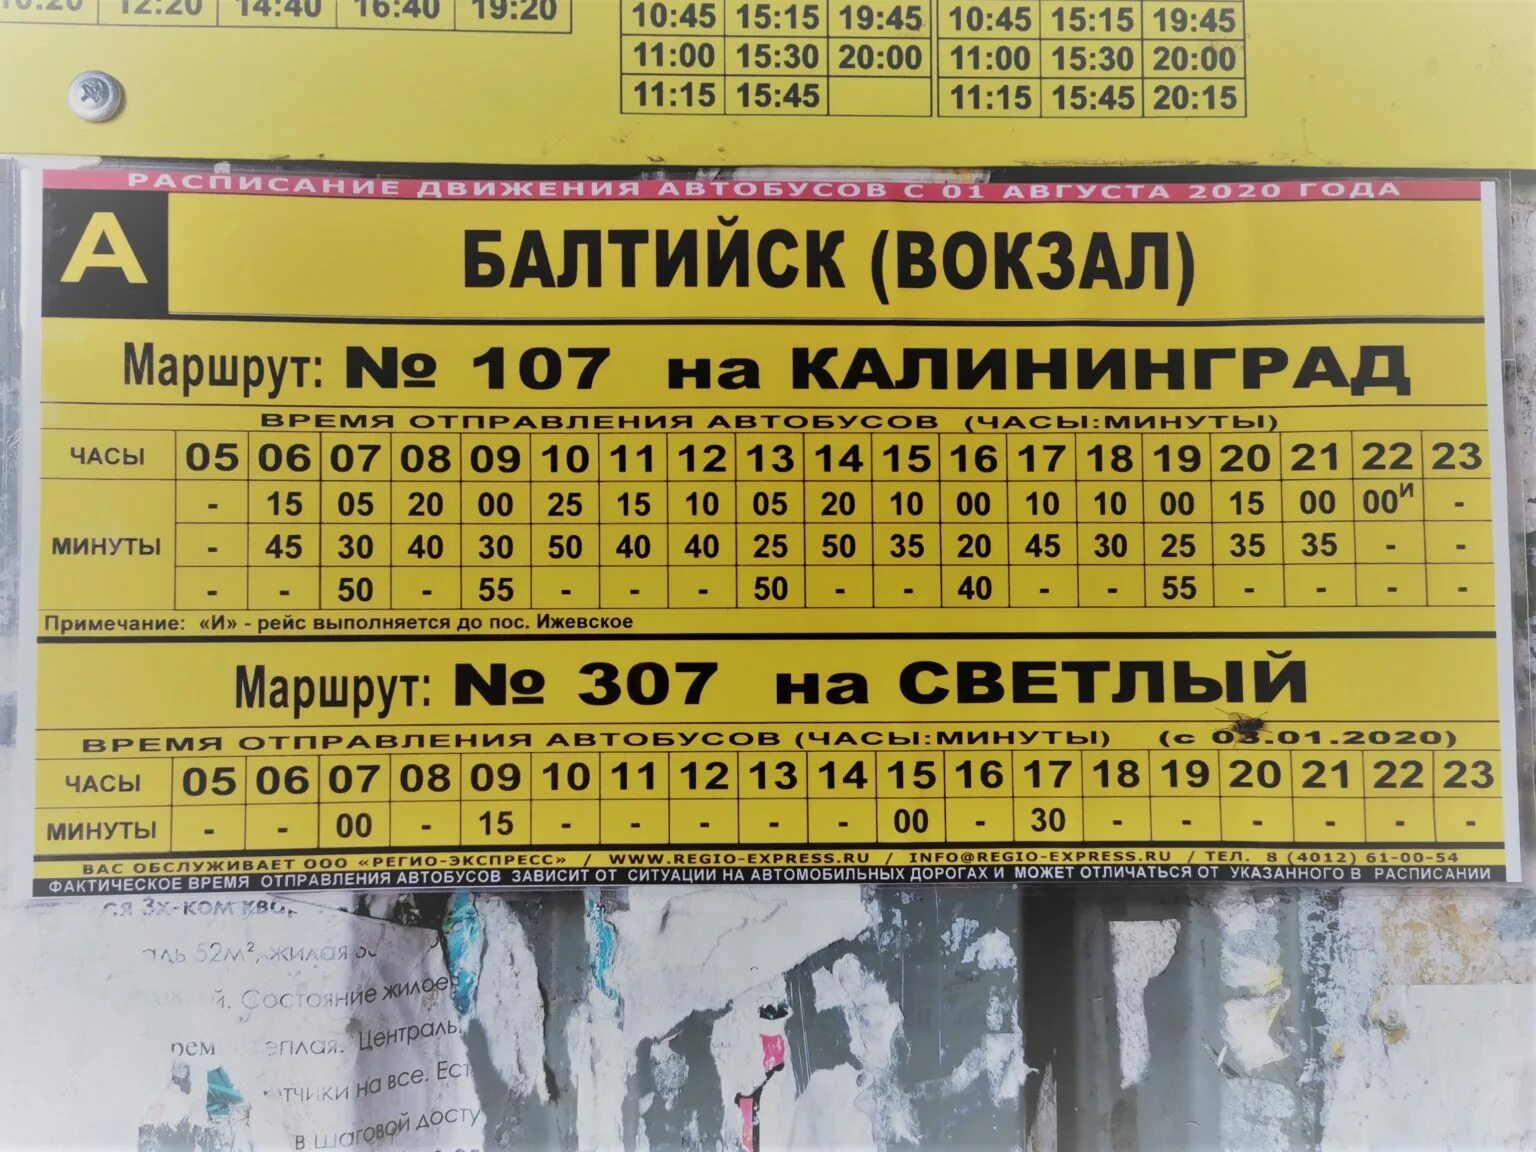 10:20 12:20 14:40 16:40 19:20
10:45 15:15 19:45 10:45 15:15 19:45
11:00 15:30 20:00 11:00 15:30 20:00
11:15 15:45 11:15 15:45 20:15
РАСПИСАНИЕ ДВИЖЕНИЯ АВТОБУСОВ С 01 АВГУСТА 2020 ГОДА
А БАЛТИЙСК (ВОКЗАЛ)
Маршрут: № 107 на КАЛИНИНГРАД
ВРЕМЯ ОТПРАВЛЕНИЯ АВТОБУСОВ (ЧАСЫ:МИНУТЫ)
ЧАСЫ 05 06 07 08 09 10 11 12 13 14 15 16 17 18 19 20 21 22 23
- 15 05 20 00 25 15 10 05 20 10 00 10 10 00 15 00 00И -
МИНУТЫ - 45 30 40 30 50 40 40 25 50 35 20 45 30 25 35 35 - -
- - 50 - 55 - - - 50 - - 40 - - 55 - - - -
Примечание: «И» - рейс выполняется до пос. Ижевское
Маршрут: № 307 на СВЕТЛЫЙ
ВРЕМЯ ОТПРАВЛЕНИЯ АВТОБУСОВ (ЧАСЫ:МИНУТЫ) (с 03.01.2020)
ЧАСЫ 05 06 07 08 09 10 11 12 13 14 15 16 17 18 19 20 21 22 23
МИНУТЫ - - 00 - 15 - - - - - 00 - 30 - - - - - -
ВАС ОБСЛУЖИВАЕТ ООО «РЕГИО-ЭКСПРЕСС» / WWW.REGIO-EXPRESS.RU / INFO@REGIO-EXPRESS.RU / ТЕЛ. 8 (4012) 61-00-54
ФАКТИЧЕСКОЕ ВРЕМЯ ОТПРАВЛЕНИЯ АВТОБУСОВ ЗАВИСИТ ОТ СИТУАЦИИ НА АВТОМОБИЛЬНЫХ ДОРОГАХ И МОЖЕТ ОТЛИЧАТЬСЯ ОТ УКАЗАННОГО В РАСПИСАНИИ
ся 3х-ком
52м², жилая
Состояние
Централь
на все.
в шаговой досту